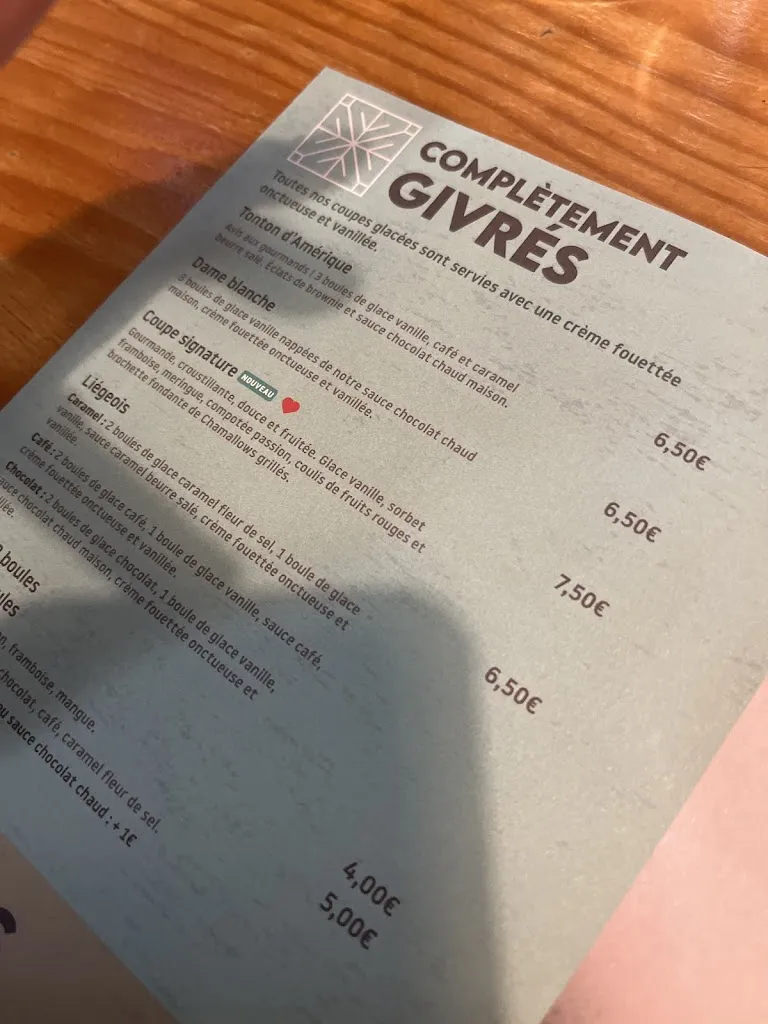 COMPLÈTEMENT
GIVRÉS
Toutes nos coupes glacées sont servies avec une crème fouettée
onctueuse et vanillée.
Tonton d'Amérique
Avis aux gourmands ! 3 boules de glace vanille, café et caramel
beurre salé. Éclats de brownie et sauce chocolat chaud maison.
6,50€
Dame blanche
3 boules de glace vanille nappées de notre sauce chocolat chaud
maison, crème fouettée onctueuse et vanillée.
6,50€
Coupe signature NOUVEAU
Gourmande, croustillante, douce et fruitée. Glace vanille, sorbet
framboise, meringue, compotée passion, coulis de fruits rouges et
brochette fondante de Chamallows grillés.
7,50€
Liégeois
6,50€
Caramel : 2 boules de glace caramel fleur de sel, 1 boule de glace
vanille, sauce caramel beurre salé, crème fouettée onctueuse et
vanillée.
Café : 2 boules de glace café, 1 boule de glace vanille, sauce café,
crème fouettée onctueuse et vanillée.
Chocolat : 2 boules de glace chocolat, 1 boule de glace vanille,
sauce chocolat chaud maison, crème fouettée onctueuse et
boules
4,00€
5,00€
framboise, mangue.
chocolat, café, caramel fleur de sel.
ou sauce chocolat chaud : + 1€